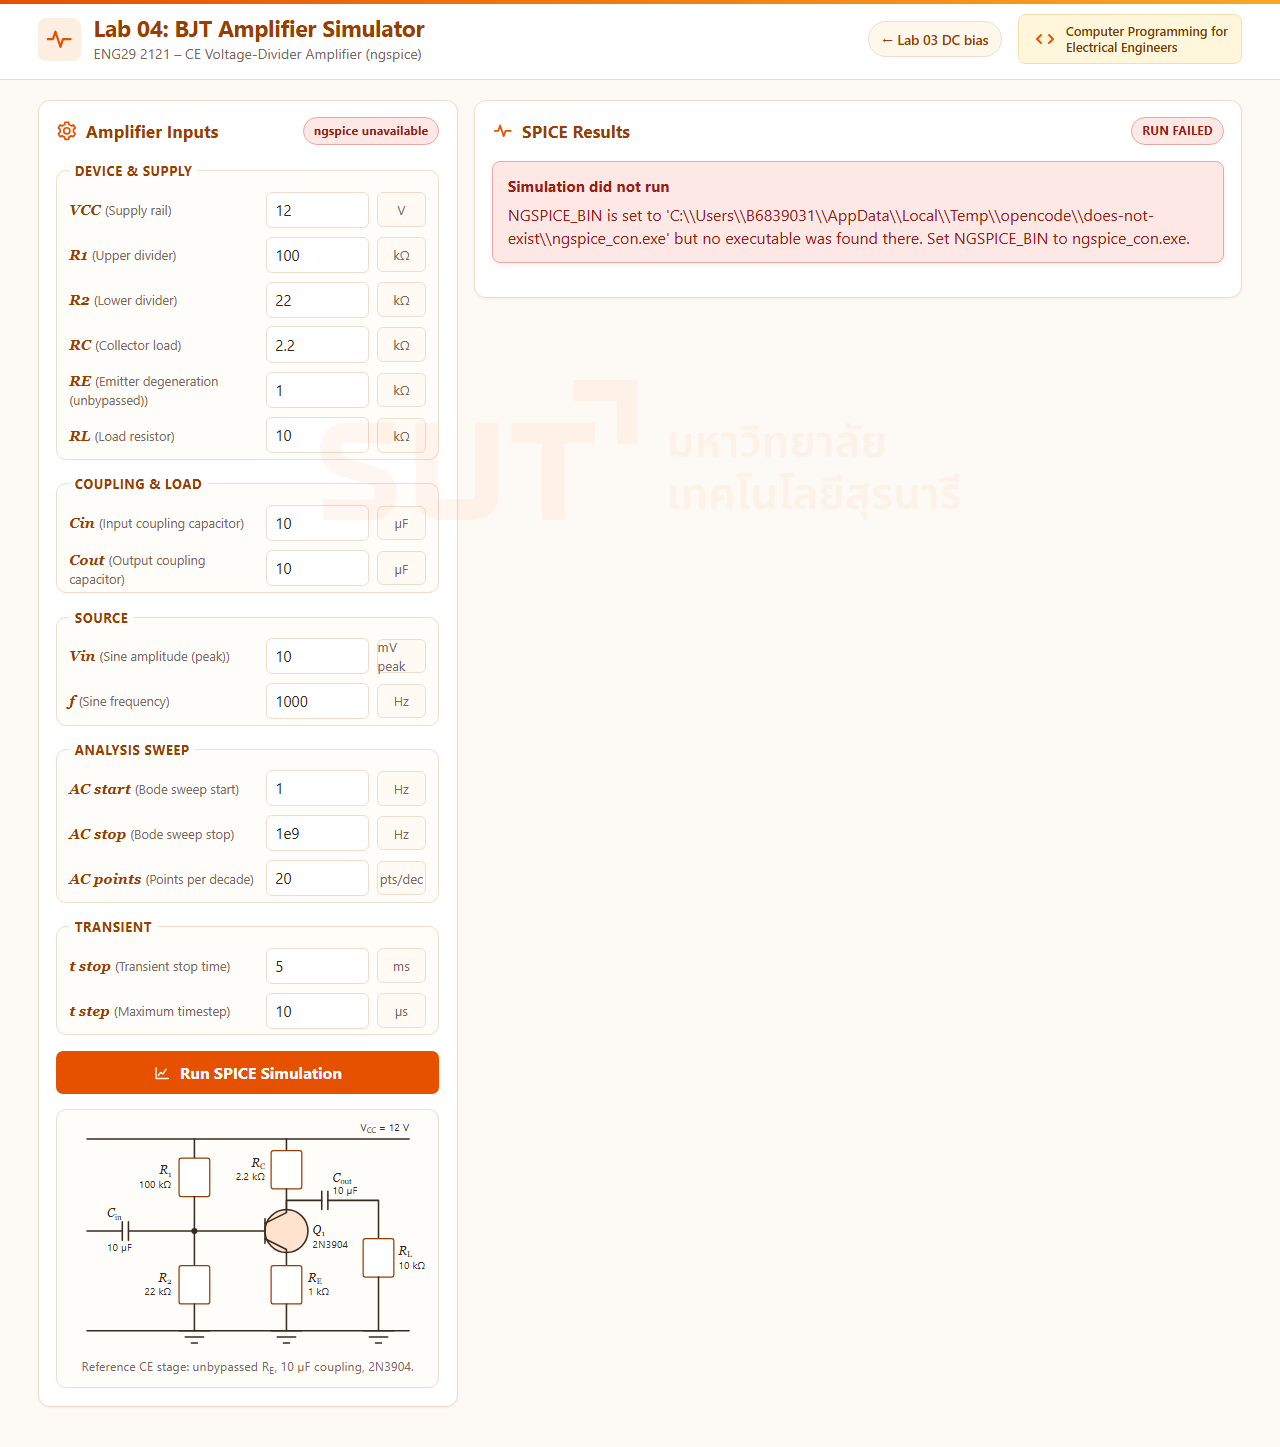 Lab 04: BJT Amplifier Simulator
ENG29 2121 – CE Voltage-Divider Amplifier (ngspice)
← Lab 03 DC bias
Computer Programming for
Electrical Engineers
Amplifier Inputs
ngspice unavailable
DEVICE & SUPPLY
VCC (Supply rail)
12
V
R1 (Upper divider)
100
kΩ
R2 (Lower divider)
22
kΩ
RC (Collector load)
2.2
kΩ
RE (Emitter degeneration
(unbypassed))
1
kΩ
RL (Load resistor)
10
kΩ
COUPLING & LOAD
Cin (Input coupling capacitor)
10
µF
Cout (Output coupling
capacitor)
10
µF
SOURCE
Vin (Sine amplitude (peak))
10
mV
peak
f (Sine frequency)
1000
Hz
ANALYSIS SWEEP
AC start (Bode sweep start)
1
Hz
AC stop (Bode sweep stop)
1e9
Hz
AC points (Points per decade)
20
pts/dec
TRANSIENT
t stop (Transient stop time)
5
ms
t step (Maximum timestep)
10
µs
Run SPICE Simulation
VCC = 12 V
R1
100 kΩ
RC
2.2 kΩ
Cout
10 µF
Cin
10 µF
Q1
2N3904
RL
10 kΩ
R2
22 kΩ
RE
1 kΩ
Reference CE stage: unbypassed RE, 10 µF coupling, 2N3904.
SPICE Results
RUN FAILED
Simulation did not run
NGSPICE_BIN is set to 'C:\\Users\\B6839031\\AppData\\Local\\Temp\\opencode\\does-not-
exist\\ngspice_con.exe' but no executable was found there. Set NGSPICE_BIN to ngspice_con.exe.
SUT
มหาวิทยาลัย
เทคโนโลยีสุรนารี